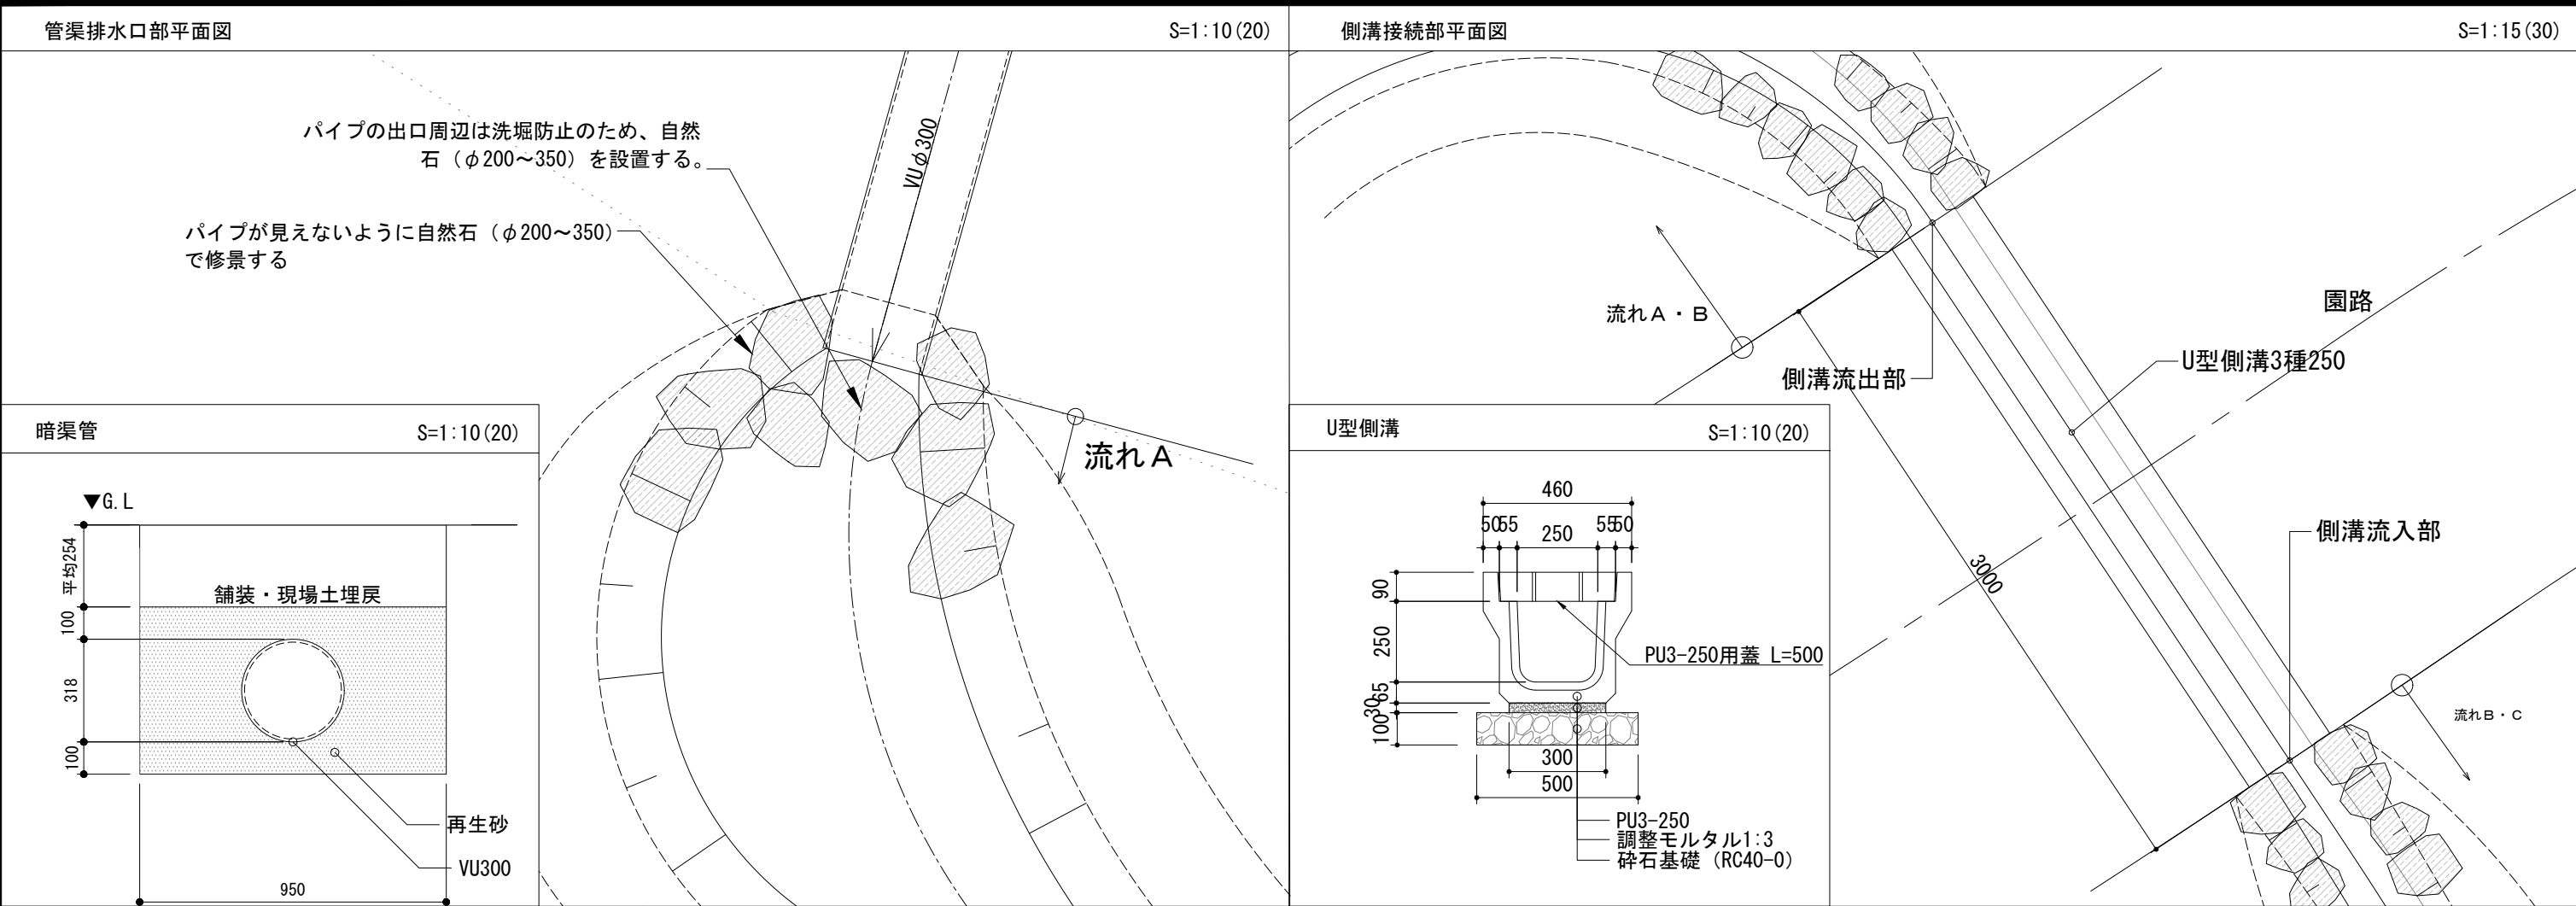 管渠排水口部平面図
S=1:10(20)
パイプの出口周辺は洗堀防止のため、自然
石（φ200～350）を設置する。
パイプが見えないように自然石（φ200～350）
で修景する
VUφ300
流れA
暗渠管
S=1:10(20)
▼G.L
平均254
舗装・現場土埋戻
100
318
100
再生砂
VU300
950
側溝接続部平面図
S=1:15(30)
流れA・B
側溝流出部
園路
U型側溝3種250
側溝流入部
3000
流れB・C
U型側溝
S=1:10(20)
460
50
55
250
55
50
90
250
65
30
100
PU3-250用蓋 L=500
300
500
PU3-250
調整モルタル1:3
砕石基礎（RC40-0）